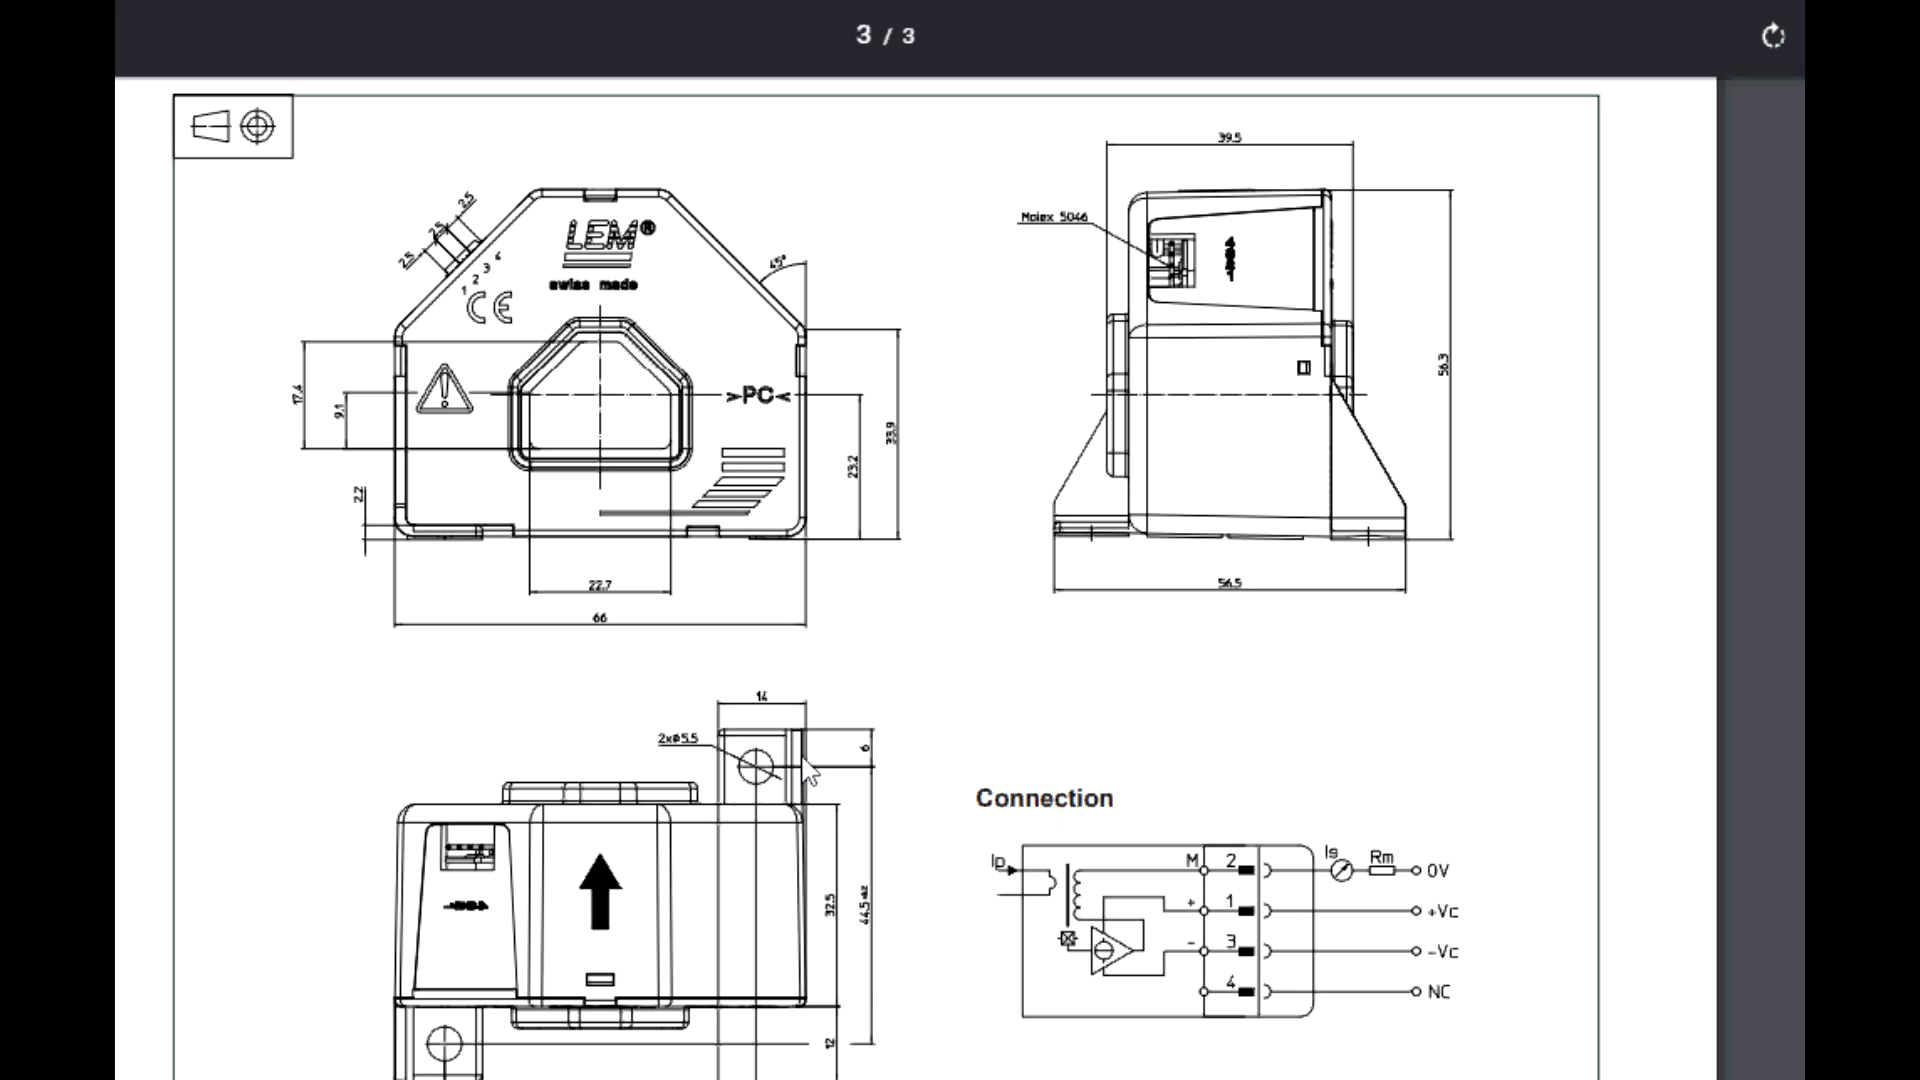 3 / 3
39.5
2.5
2.5
2.5
LEM®
swiss made
1 2 3 4
CE
45°
Molex 5046
17.4
9.1
>PC<
33.9
23.2
2.2
56.3
22.7
66
56.5
14
2xø5.5
6
32.5
12
Connection
Ip
M 2
Is
Rm
0V
+ 1
+Vc
- 3
-Vc
4
NC